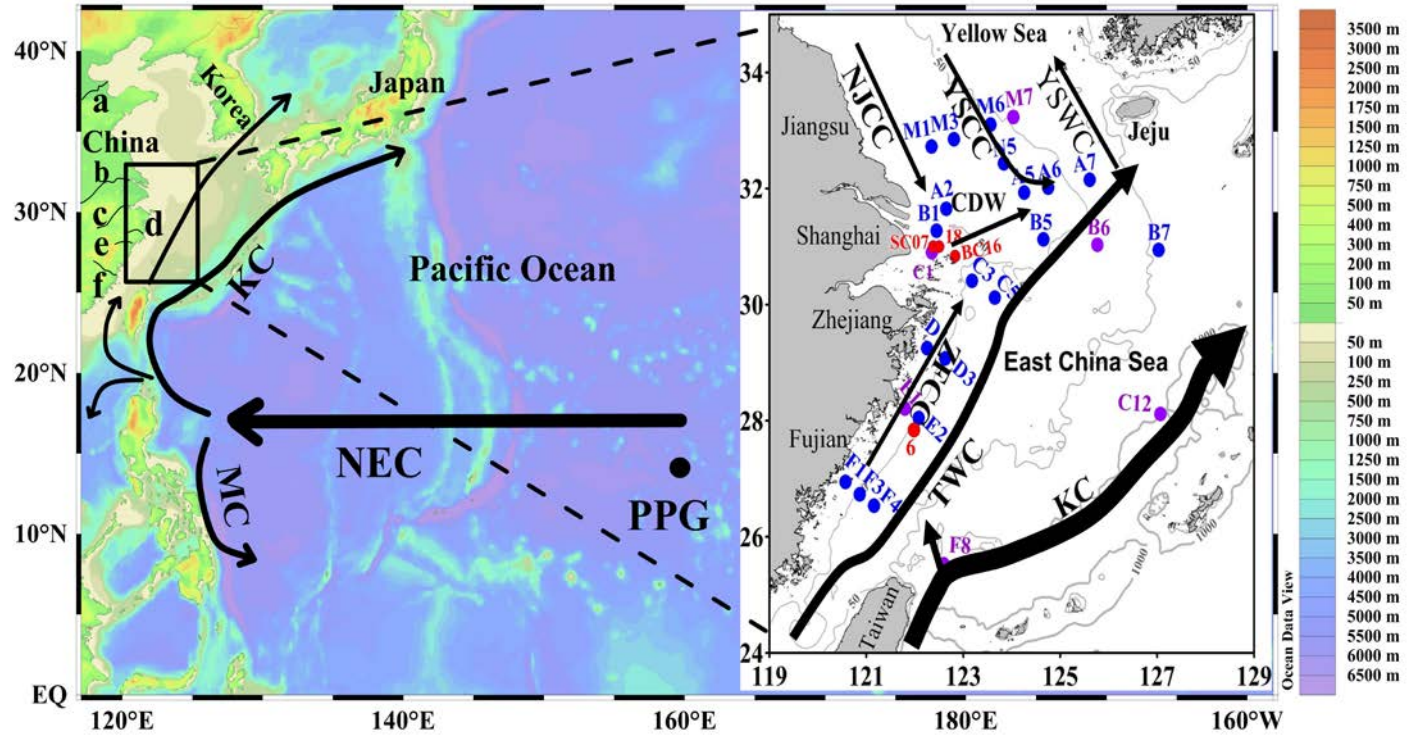 40°N
30°N
20°N
10°N
EQ
120°E
140°E
160°E
180°E
160°W
a
China
b
c
d
e
f
Korea
Japan
KC
Pacific Ocean
NEC
MC
PPG
34
32
30
28
26
24
119
121
123
125
127
129
Yellow Sea
NJCC
YSCC
YSWC
Jiangsu
Jeju
M1
M3
M6
M7
A2
A5
A6
A7
B1
CDW
Shanghai
SC07
18
BC16
C1
B5
B6
B7
C3
Zhejiang
D3
ZFCC
East China Sea
C12
Fujian
E2
6
F1
F3
F4
TWC
KC
F8
Taiwan
50
50
50
1000
1000
1000
Ocean Data View
3500 m
3000 m
2500 m
2000 m
1500 m
1250 m
1000 m
750 m
500 m
400 m
300 m
200 m
100 m
50 m
50 m
100 m
250 m
500 m
750 m
1000 m
1500 m
2000 m
2500 m
3000 m
3500 m
4000 m
4500 m
5000 m
5500 m
6000 m
6500 m